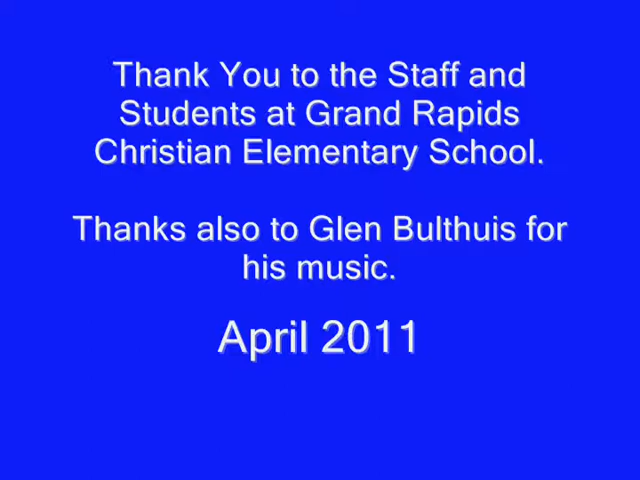 Thank You to the Staff and
Students at Grand Rapids
Christian Elementary School.
Thanks also to Glen Bulthuis for
his music.
April 2011